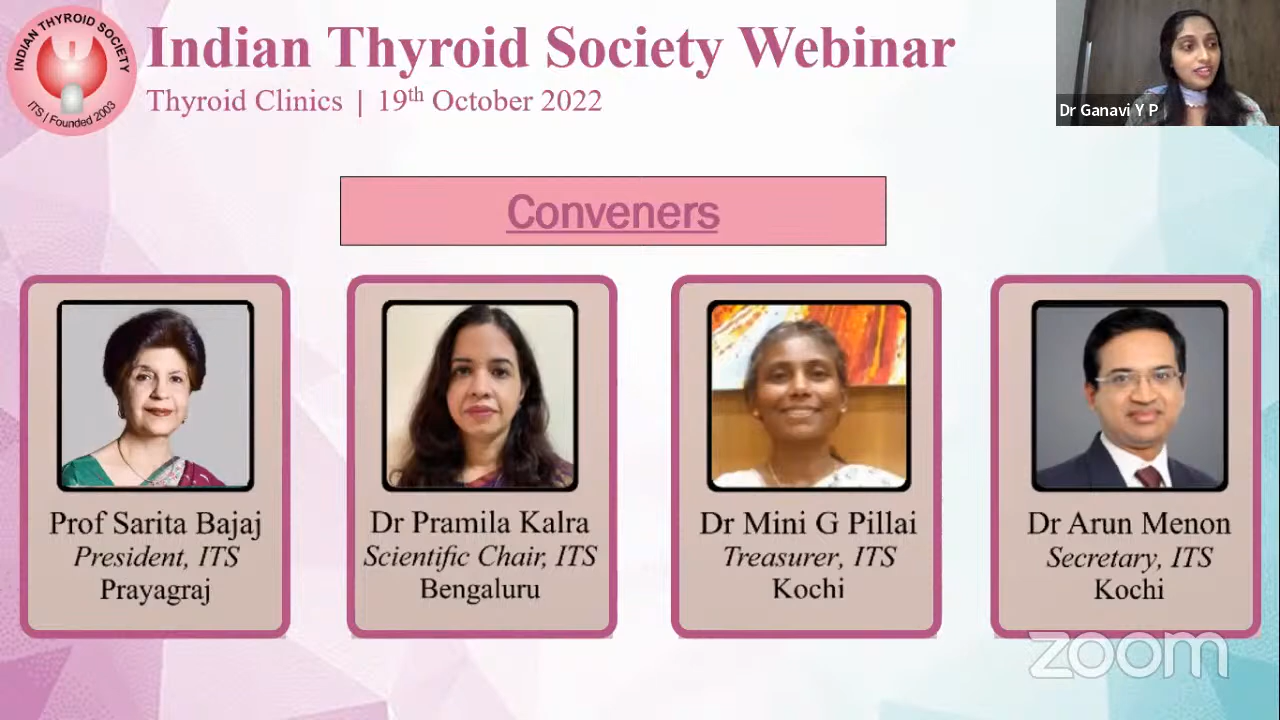 INDIAN THYROID SOCIETY
ITS | Founded 2003
Indian Thyroid Society Webinar
Thyroid Clinics | 19th October 2022
Dr Ganavi Y P
Conveners
Prof Sarita Bajaj
President, ITS
Prayagraj
Dr Pramila Kalra
Scientific Chair, ITS
Bengaluru
Dr Mini G Pillai
Treasurer, ITS
Kochi
Dr Arun Menon
Secretary, ITS
Kochi
zoom